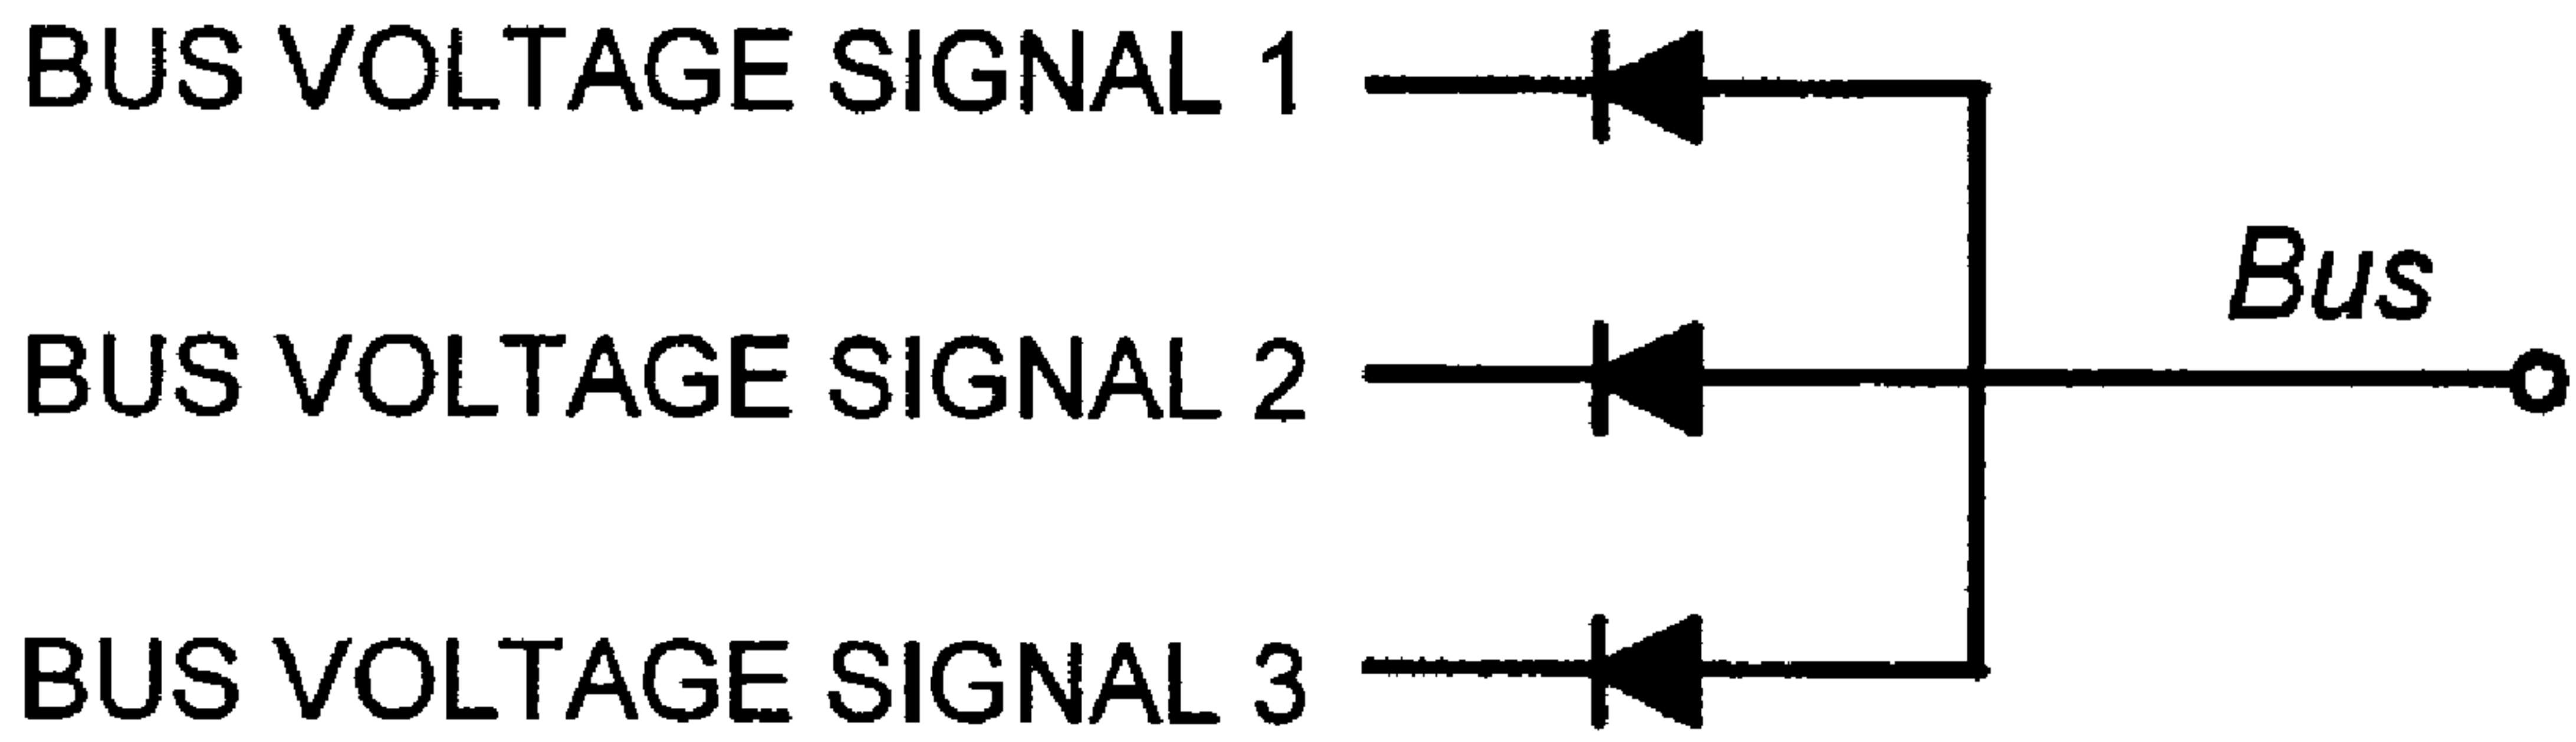 BUS VOLTAGE SIGNAL 1
Bus
BUS VOLTAGE SIGNAL 2
BUS VOLTAGE SIGNAL 3